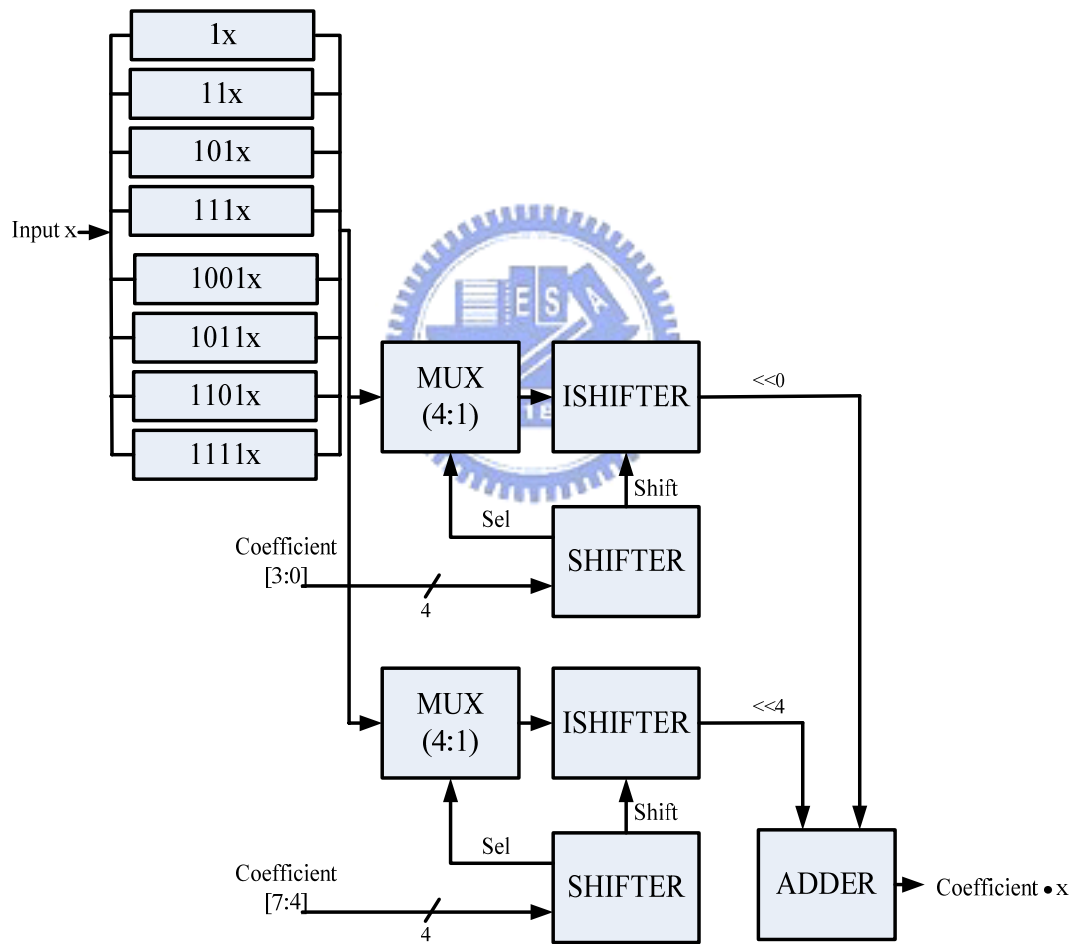 1x
11x
101x
111x
Input x
1001x
1011x
1101x
1111x
E S A
MUX
(4:1)
ISHIFTER
<<0
Shift
Sel
Coefficient
[3:0]
4
SHIFTER
MUX
(4:1)
ISHIFTER
<<4
Shift
Sel
Coefficient
[7:4]
4
SHIFTER
ADDER
Coefficient • x